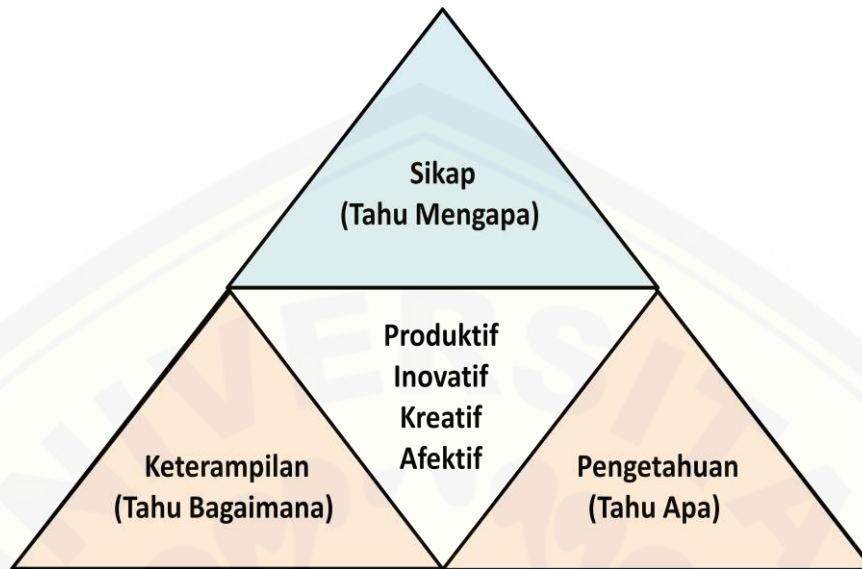 Sikap
(Tahu Mengapa)
Produktif
Inovatif
Kreatif
Afektif
Keterampilan
(Tahu Bagaimana)
Pengetahuan
(Tahu Apa)